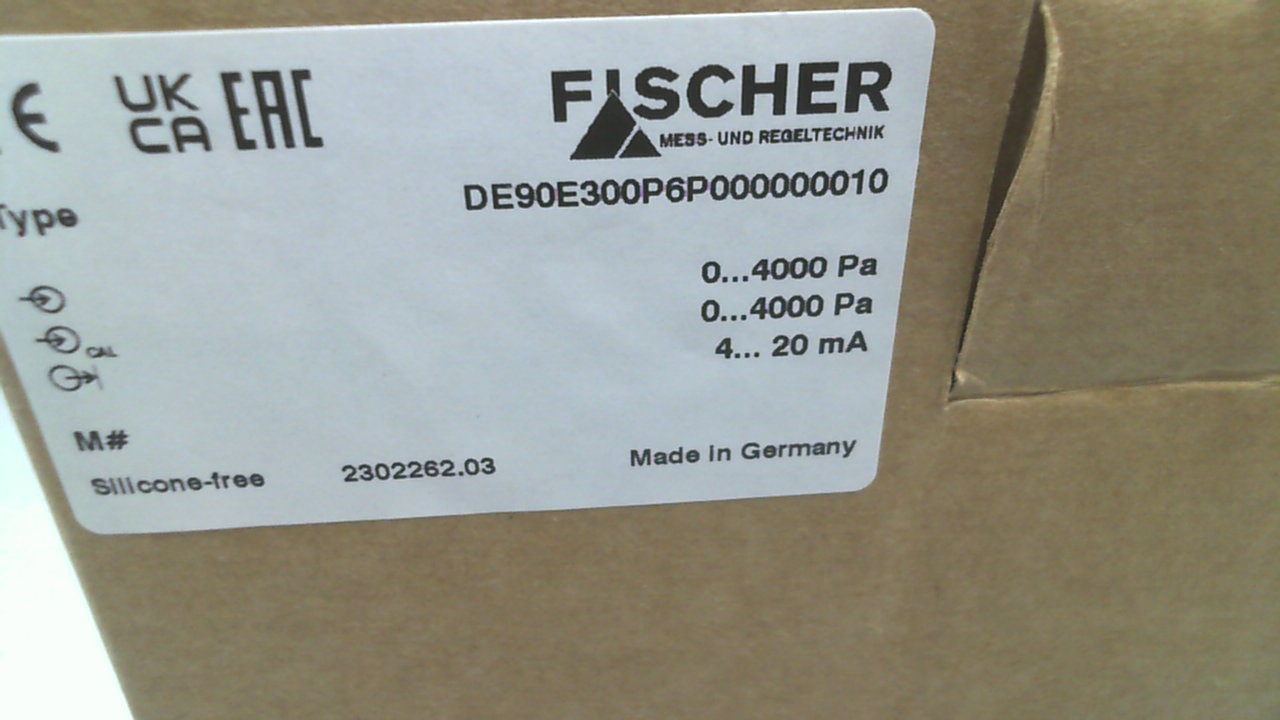 CE UK CA EAC
FISCHER
MESS- UND REGELTECHNIK
Type DE90E300P6P000000010
0...4000 Pa
CAL 0...4000 Pa
4... 20 mA
M#
Silicone-free 2302262.03 Made in Germany